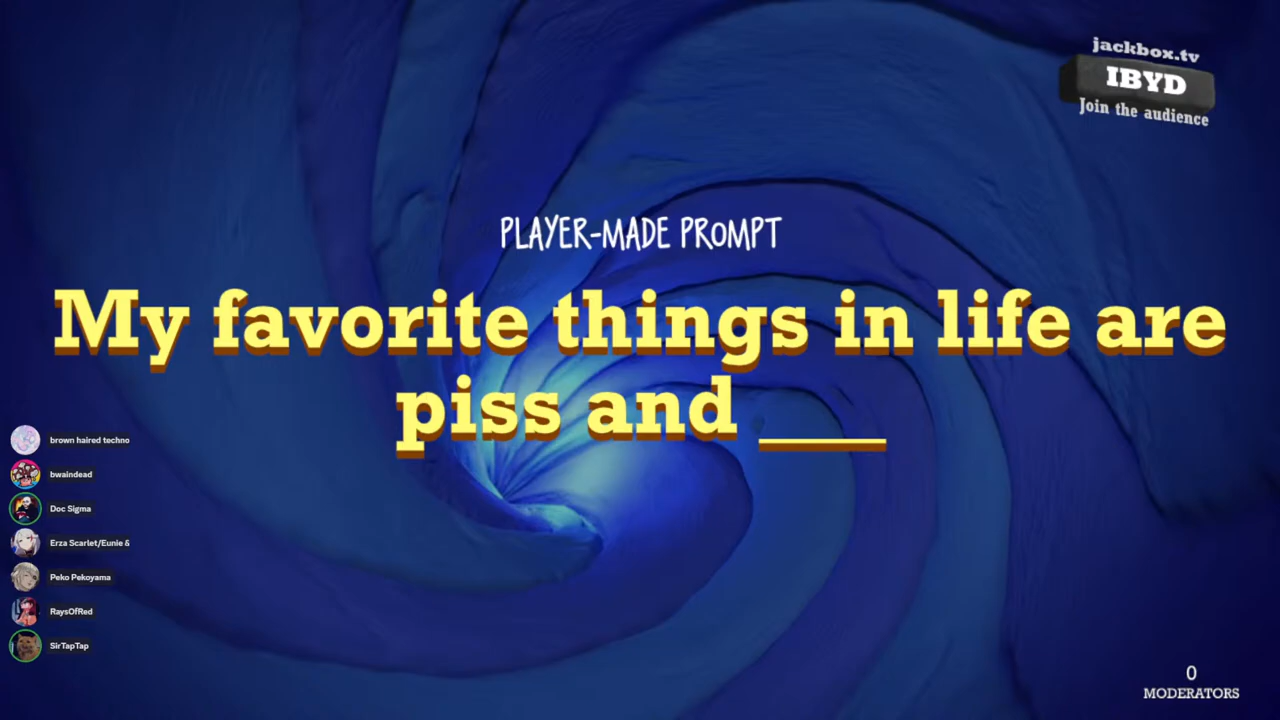 jackbox.tv
IBYD
Join the audience
PLAYER-MADE PROMPT
My favorite things in life are
piss and ___
brown haired techno
bwaindead
Doc Sigma
Erza Scarlet/Eunie &
Peko Pekoyama
RaysOfRed
SirTapTap
0
MODERATORS